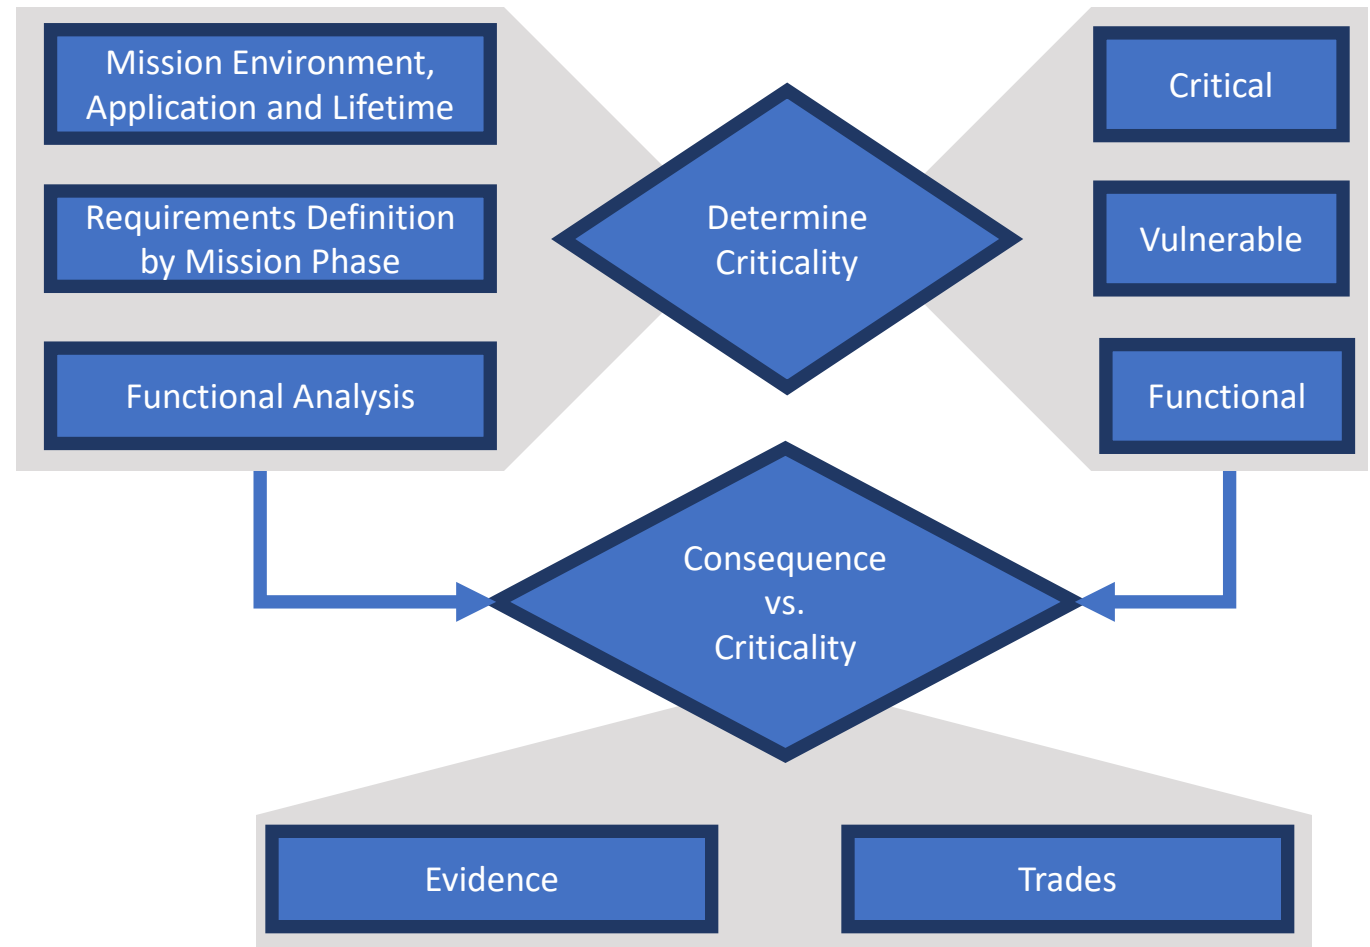 Mission Environment,
Application and Lifetime
Requirements Definition
by Mission Phase
Functional Analysis
Determine
Criticality
Critical
Vulnerable
Functional
Consequence
vs.
Criticality
Evidence
Trades